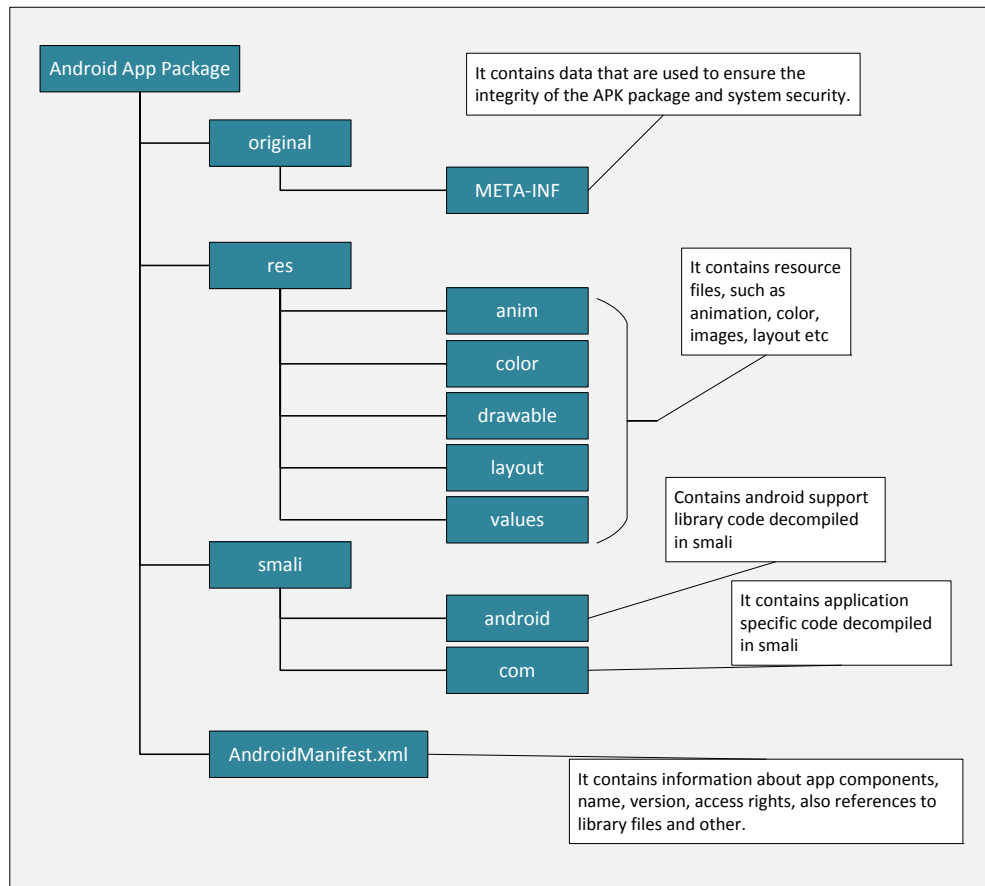 Android App Package
It contains data that are used to ensure the
integrity of the APK package and system security.
original
META-INF
res
It contains resource
files, such as
animation, color,
images, layout etc
anim
color
drawable
layout
values
Contains android support
library code decompiled
in smali
smali
android
It contains application
specific code decompiled
in smali
com
AndroidManifest.xml
It contains information about app components,
name, version, access rights, also references to
library files and other.